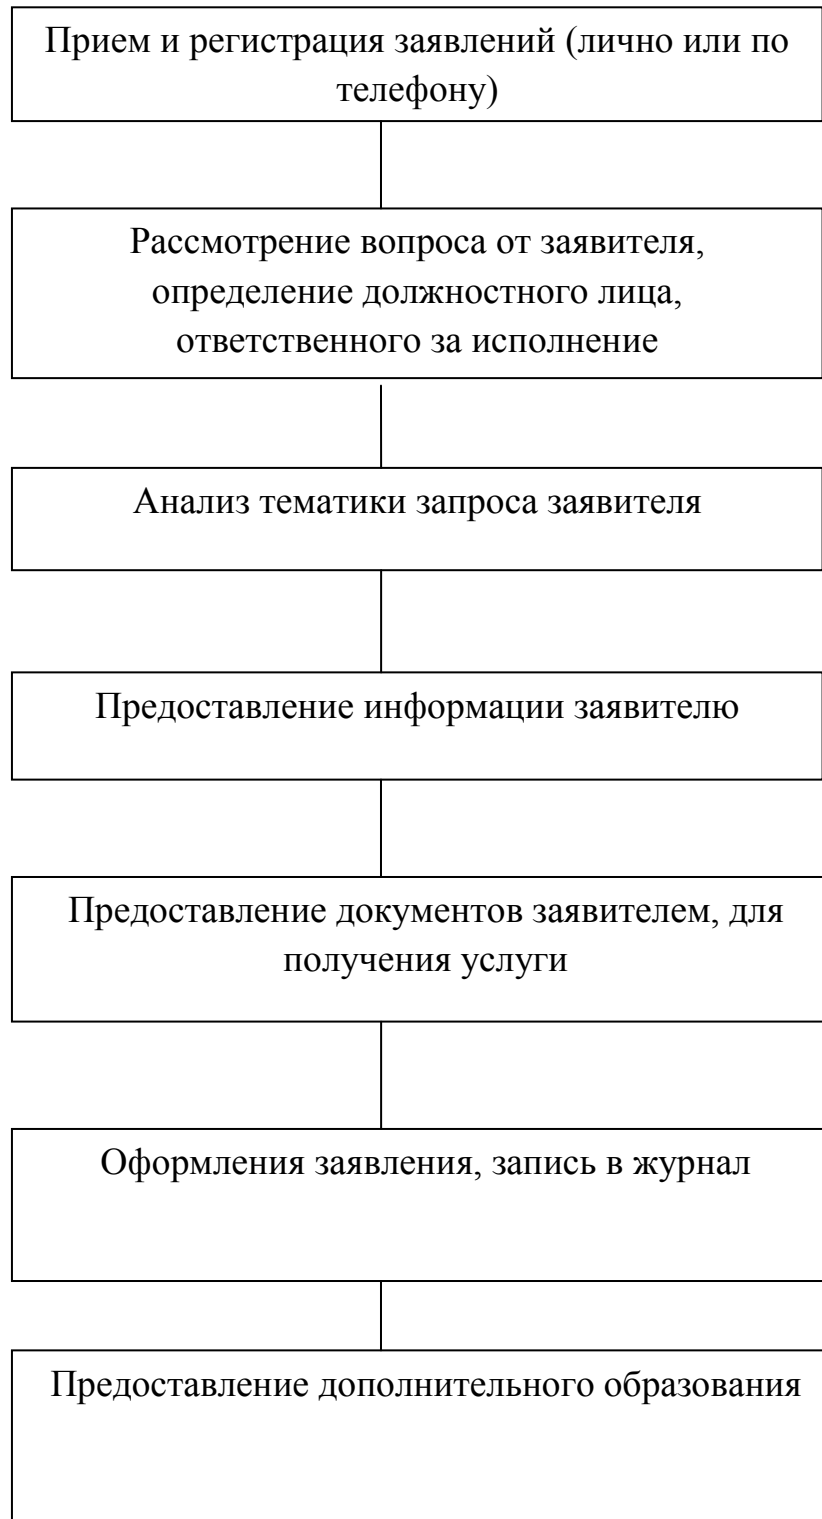 Прием и регистрация заявлений (лично или по
телефону)
Рассмотрение вопроса от заявителя,
определение должностного лица,
ответственного за исполнение
Анализ тематики запроса заявителя
Предоставление информации заявителю
Предоставление документов заявителем, для
получения услуги
Оформления заявления, запись в журнал
Предоставление дополнительного образования